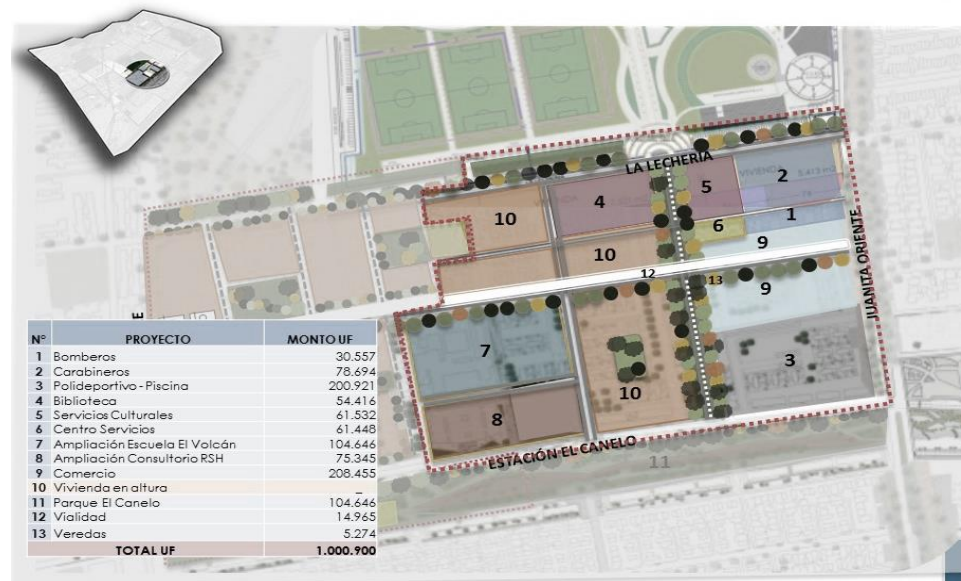 LA LECHERIA
VIVIENDA 5.413 m2
2
5
4
10
1
6
9
10
12
13
9
JUANITA ORIENTE
7
3
10
8
ESTACIÓN EL CANELO
11
E
N° PROYECTO MONTO UF
1 Bomberos 30.557
2 Carabineros 78.694
3 Polideportivo - Piscina 200.921
4 Biblioteca 54.416
5 Servicios Culturales 61.532
6 Centro Servicios 61.448
7 Ampliación Escuela El Volcán 104.646
8 Ampliación Consultorio RSH 75.345
9 Comercio 208.455
10 Vivienda en altura _
11 Parque El Canelo 104.646
12 Vialidad 14.965
13 Veredas 5.274
TOTAL UF 1.000.900